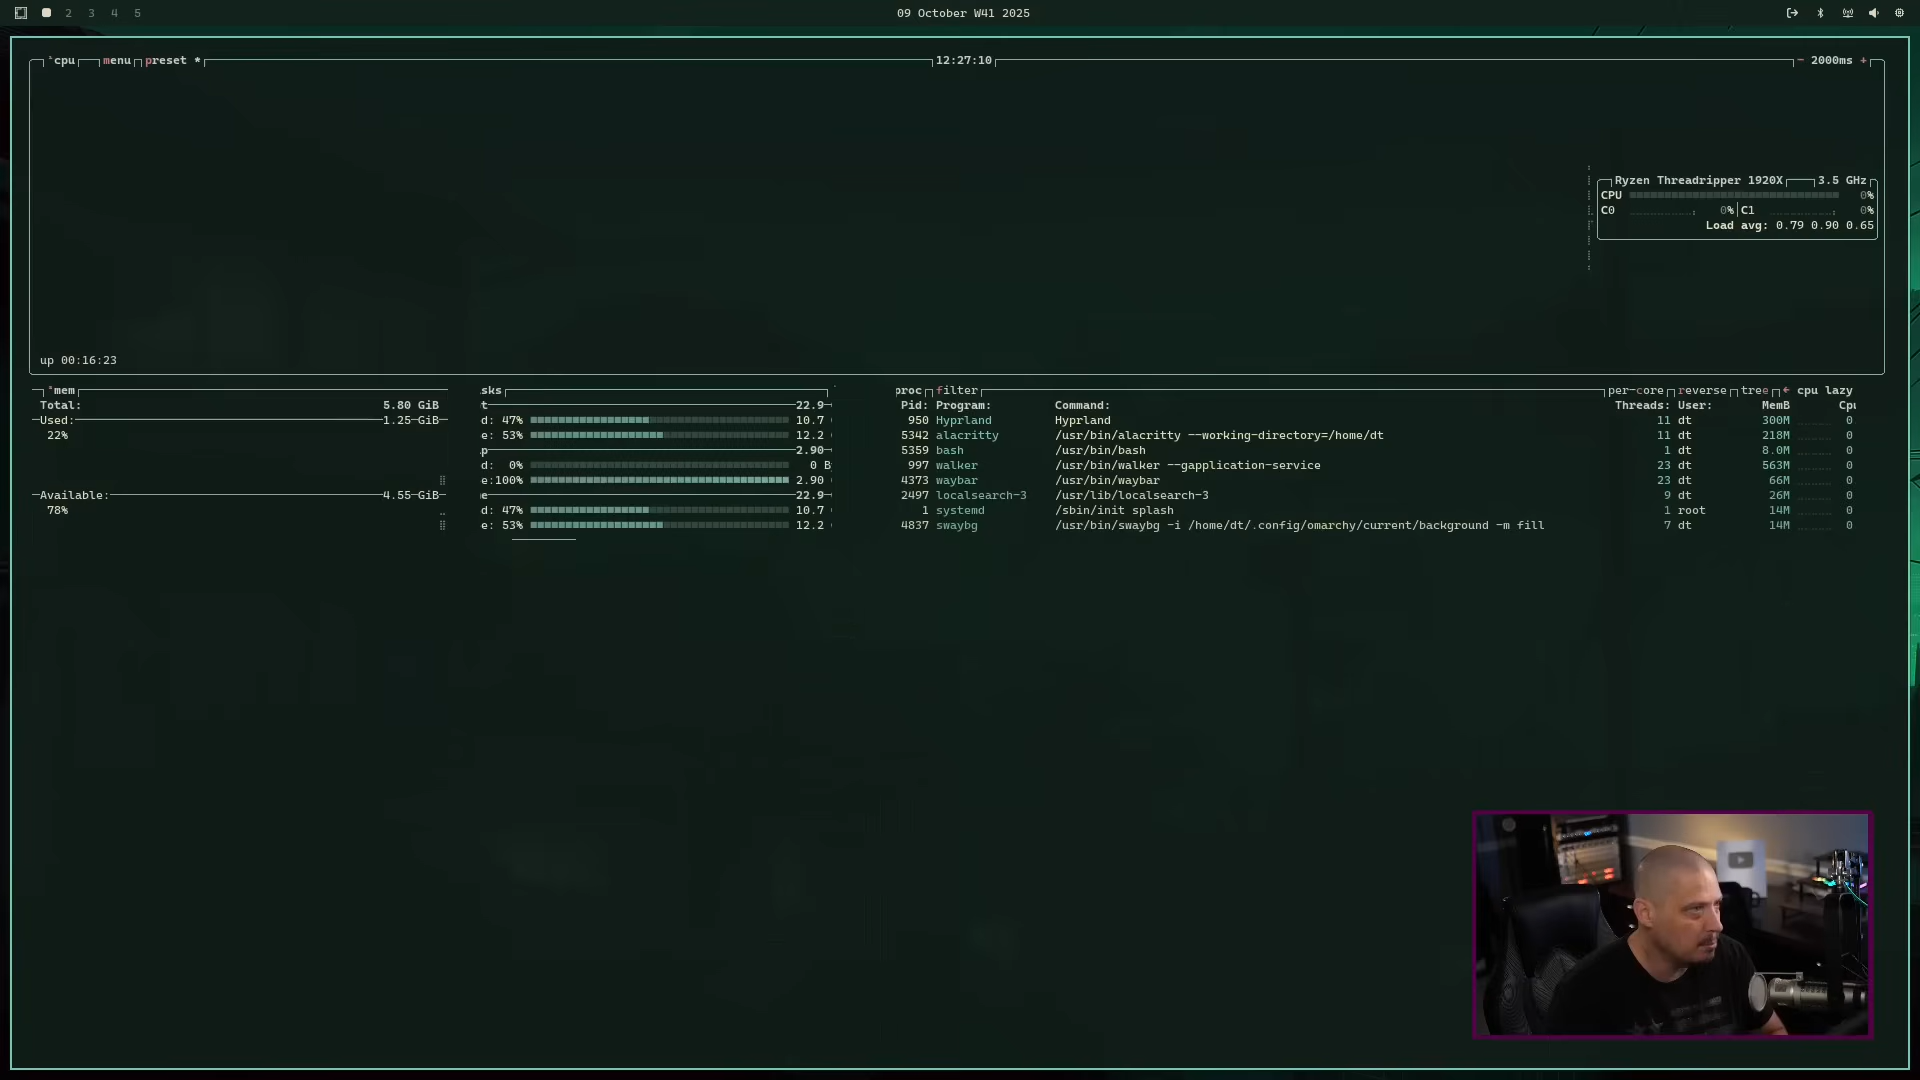 2 3 4 5
09 October W41 2025
¹cpu menu preset *
12:27:10
- 2000ms +
Ryzen Threadripper 1920X 3.5 GHz
CPU 0%
C0 0% C1 0%
Load avg: 0.79 0.90 0.65
up 00:16:23
²mem
Total: 5.80 GiB
Used: 1.25 GiB
22%
Available: 4.55 GiB
78%
sks
t 22.9
d: 47% 10.7
e: 53% 12.2
p 2.90
d: 0% 0 B
e:100% 2.90
e 22.9
d: 47% 10.7
e: 53% 12.2
proc filter per-core reverse tree ← cpu lazy
Pid: Program: Command: Threads: User: MemB Cpu
950 Hyprland Hyprland 11 dt 300M 0
5342 alacritty /usr/bin/alacritty --working-directory=/home/dt 11 dt 218M 0
5359 bash /usr/bin/bash 1 dt 8.0M 0
997 walker /usr/bin/walker --gapplication-service 23 dt 563M 0
4373 waybar /usr/bin/waybar 23 dt 66M 0
2497 localsearch-3 /usr/lib/localsearch-3 9 dt 26M 0
1 systemd /sbin/init splash 1 root 14M 0
4837 swaybg /usr/bin/swaybg -i /home/dt/.config/omarchy/current/background -m fill 7 dt 14M 0